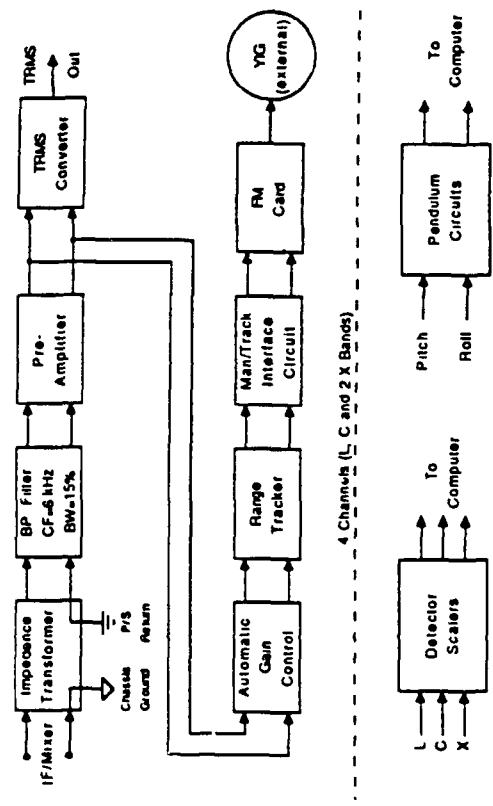 IF/Mixer
Impedence
Transformer
Chassis
Ground
P/S
Return
BP Filter
CF=6 kHz
BW=15%
Pre-
Amplifier
TRMS
Converter
TRMS
Out
Automatic
Gain
Control
Range
Tracker
Man/Track
Interface
Circuit
FM
Card
YIG
(external)
4 Channels (L, C and 2 X Bands)
L
C
X
Detector
Scalers
To
Computer
Pitch
Roll
Pendulum
Circuits
To
Computer